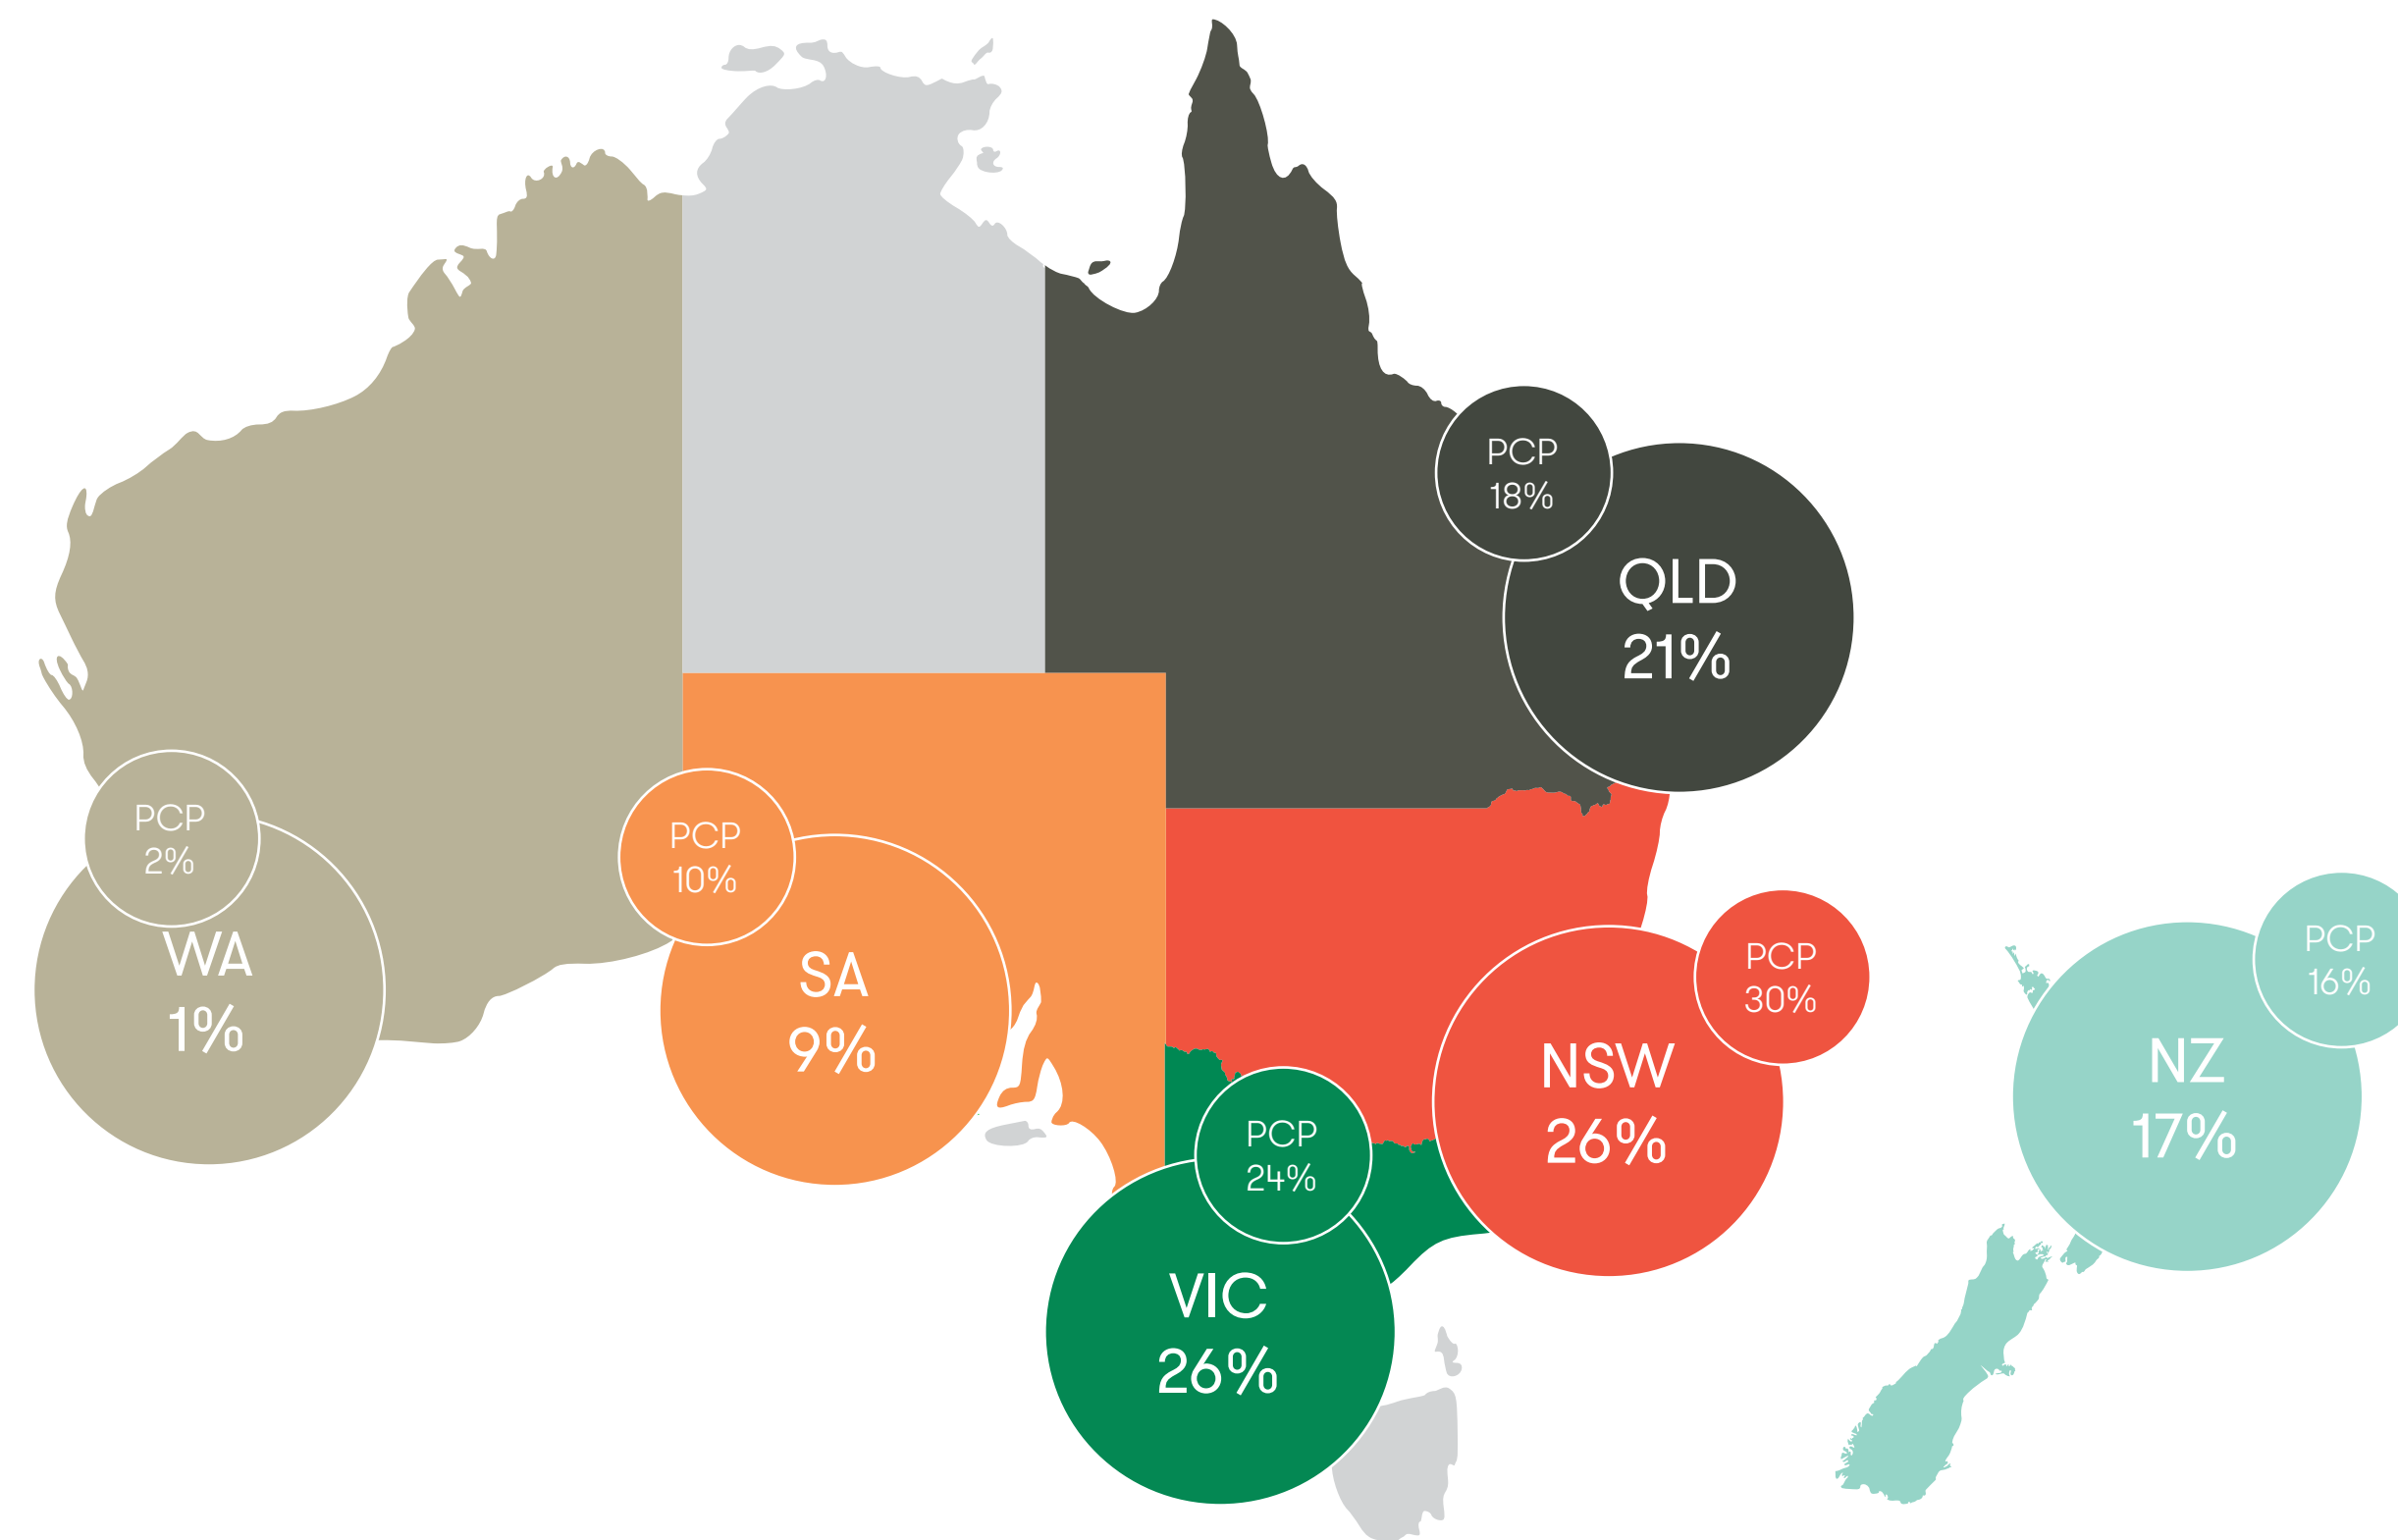 PCP
18%
QLD
21%
PCP
2%
WA
1%
PCP
10%
SA
9%
PCP
30%
NSW
26%
PCP
24%
VIC
26%
PCP
16%
NZ
17%